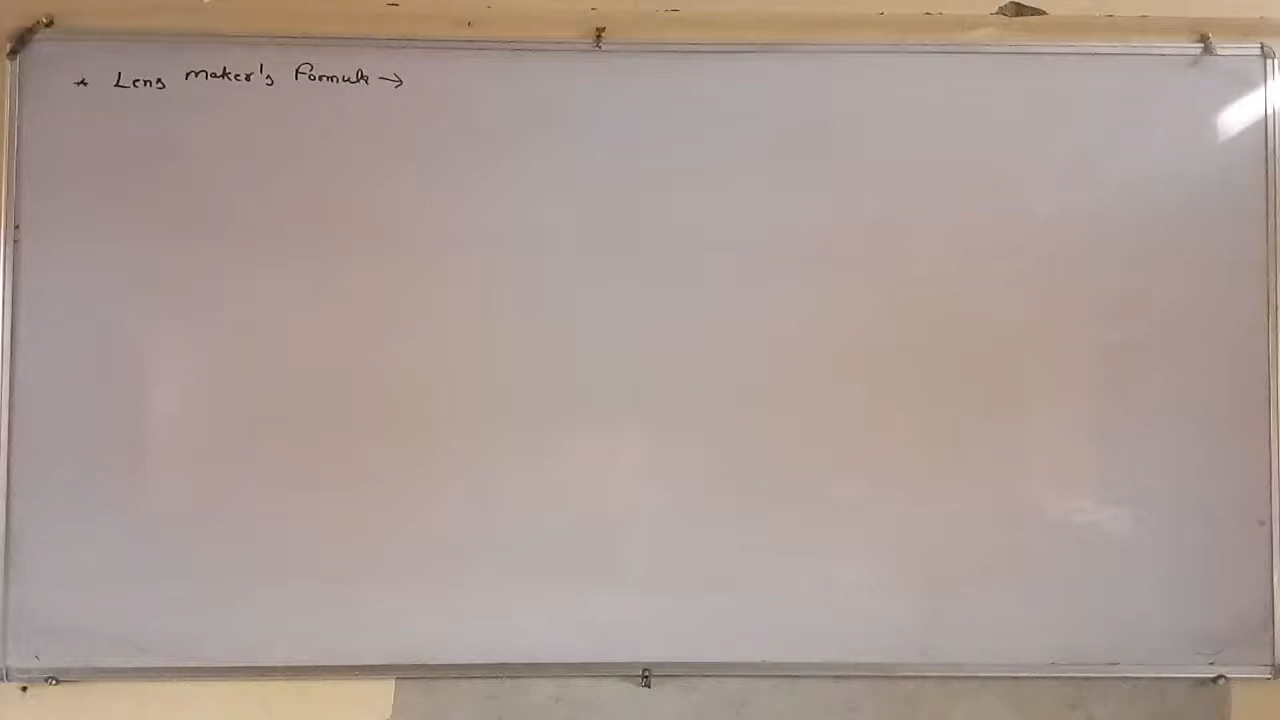 * Lens maker's Formula →